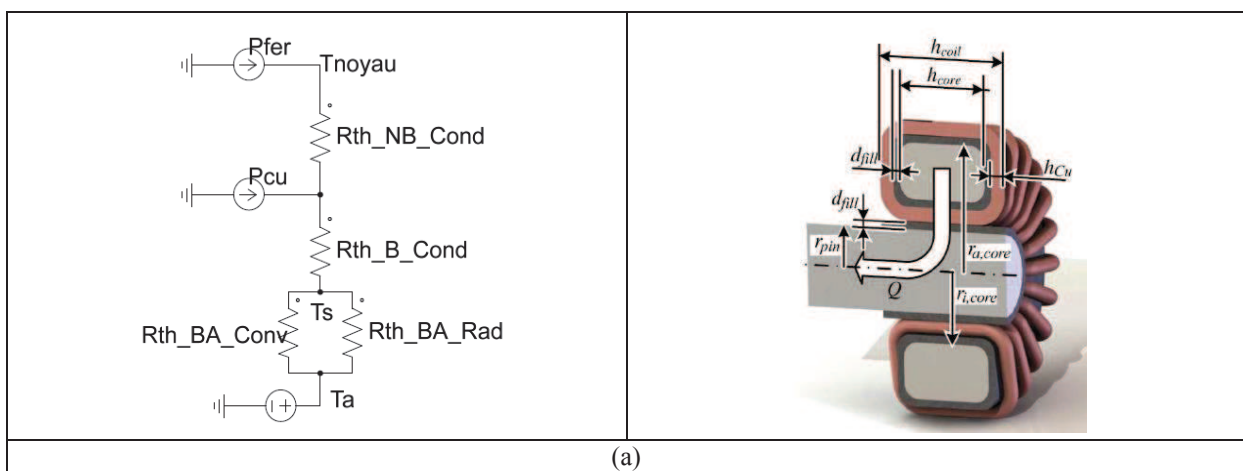 Pfer
Tnoyau
Rth_NB_Cond
Pcu
Rth_B_Cond
Ts
Rth_BA_Conv
Rth_BA_Rad
Ta
h_coil
h_core
d_fill
h_Cu
d_fill
r_pin
r_a,core
Q
r_i,core
(a)